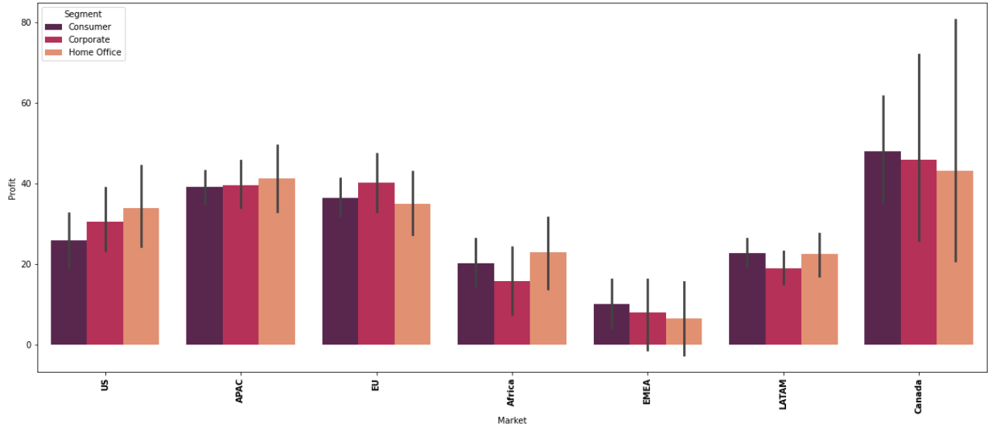 Segment
Consumer
Corporate
Home Office
80
60
40
20
0
Profit
US
APAC
EU
Africa
EMEA
LATAM
Canada
Market